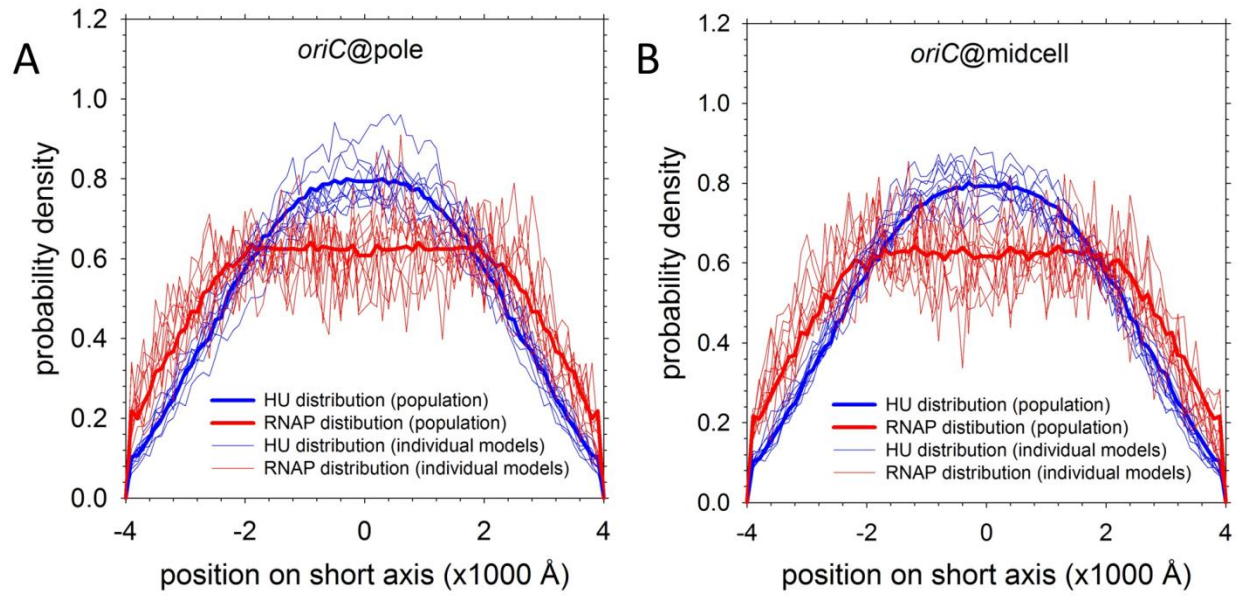 A
oriC@pole
probability density
1.2
1.0
0.8
0.6
0.4
0.2
0.0
HU distribution (population)
RNAP distibution (population)
HU distribution (individual models)
RNAP distribution (individual models)
-4
-2
0
2
4
position on short axis (x1000 Å)
B
oriC@midcell
probability density
1.2
1.0
0.8
0.6
0.4
0.2
0.0
HU distribution (population)
RNAP distribution (population)
HU distribution (individual models)
RNAP distribution (individual models)
-4
-2
0
2
4
position on short axis (x1000 Å)